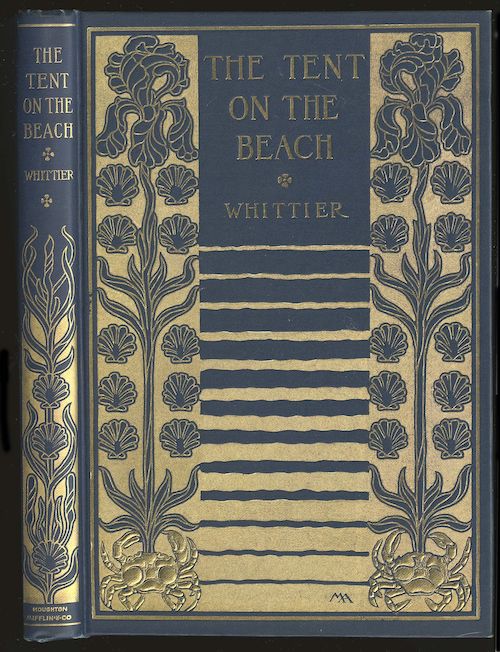 THE
TENT
ON THE
BEACH
WHITTIER
HOUGHTON
MIFFLIN & CO
THE TENT
ON THE
BEACH
WHITTIER